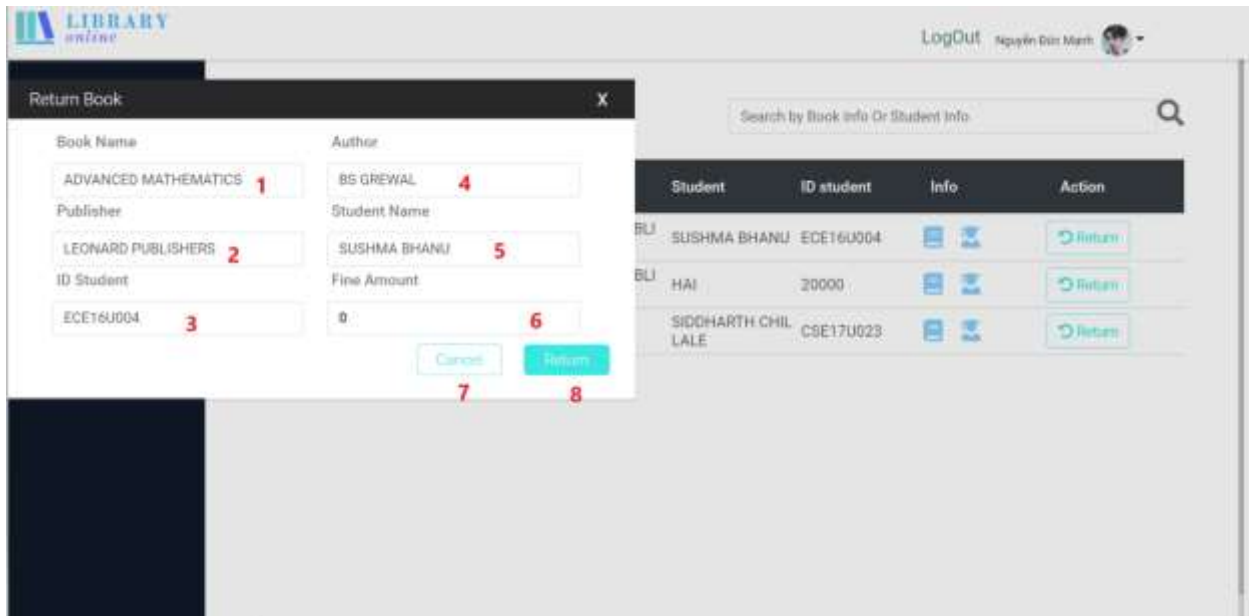 LIBRARY
online
LogOut Nguyễn Đức Mạnh
Return Book X
Search by Book Info Or Student Info
Book Name Author
ADVANCED MATHEMATICS 1 BS GREWAL 4
Student ID student Info Action
Publisher Student Name
LEONARD PUBLISHERS 2 SUSHMA BHANU 5
BLI SUSHMA BHANU ECE16U004 Return
ID Student Fine Amount
BLI HAI 20000 Return
ECE16U004 3 0 6
SIDDHARTH CHIL
LALE CSE17U023 Return
Cancel Return
7 8